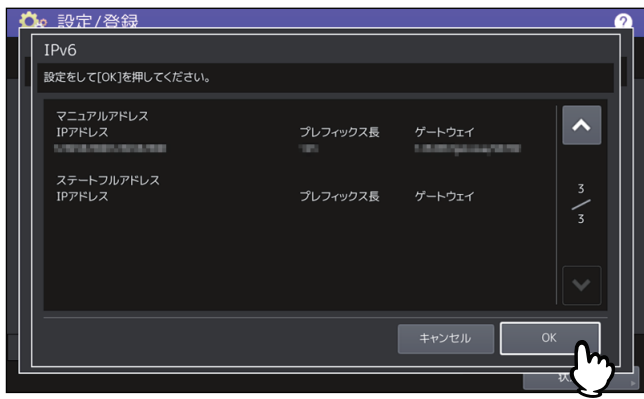 設定/登録
?
IPv6
設定をして[OK]を押してください。
マニュアルアドレス
IPアドレス プレフィックス長 ゲートウェイ
ステートフルアドレス
IPアドレス プレフィックス長 ゲートウェイ
3
3
キャンセル OK